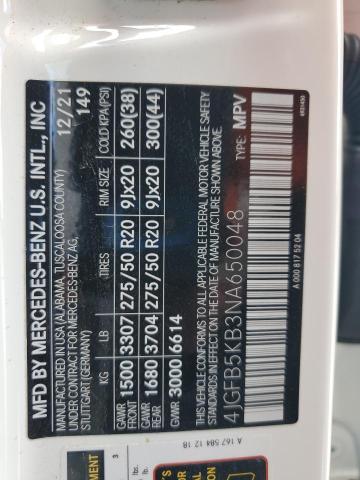 MFD BY MERCEDES-BENZ U.S. INTL., INC
MANUFACTURED IN USA (ALABAMA, TUSCALOOSA COUNTY)
UNDER CONTRACT FOR MERCEDES-BENZ AG,
STUTTGART (GERMANY)
12/21
149
KG LB TIRES RIM SIZE COLD KPA(PSI)
GAWR FRONT 1500 3307 275/50 R20 9Jx20 260(38)
GAWR REAR 1680 3704 275/50 R20 9Jx20 300(44)
GVWR 3000 6614
THIS VEHICLE CONFORMS TO ALL APPLICABLE FEDERAL MOTOR VEHICLE SAFETY
STANDARDS IN EFFECT ON THE DATE OF MANUFACTURE SHOWN ABOVE.
4JGFB5KB3NA650048 TYPE: MPV
A 000 817 52 04
A 167 584 12 18
3
lbs.
lb.